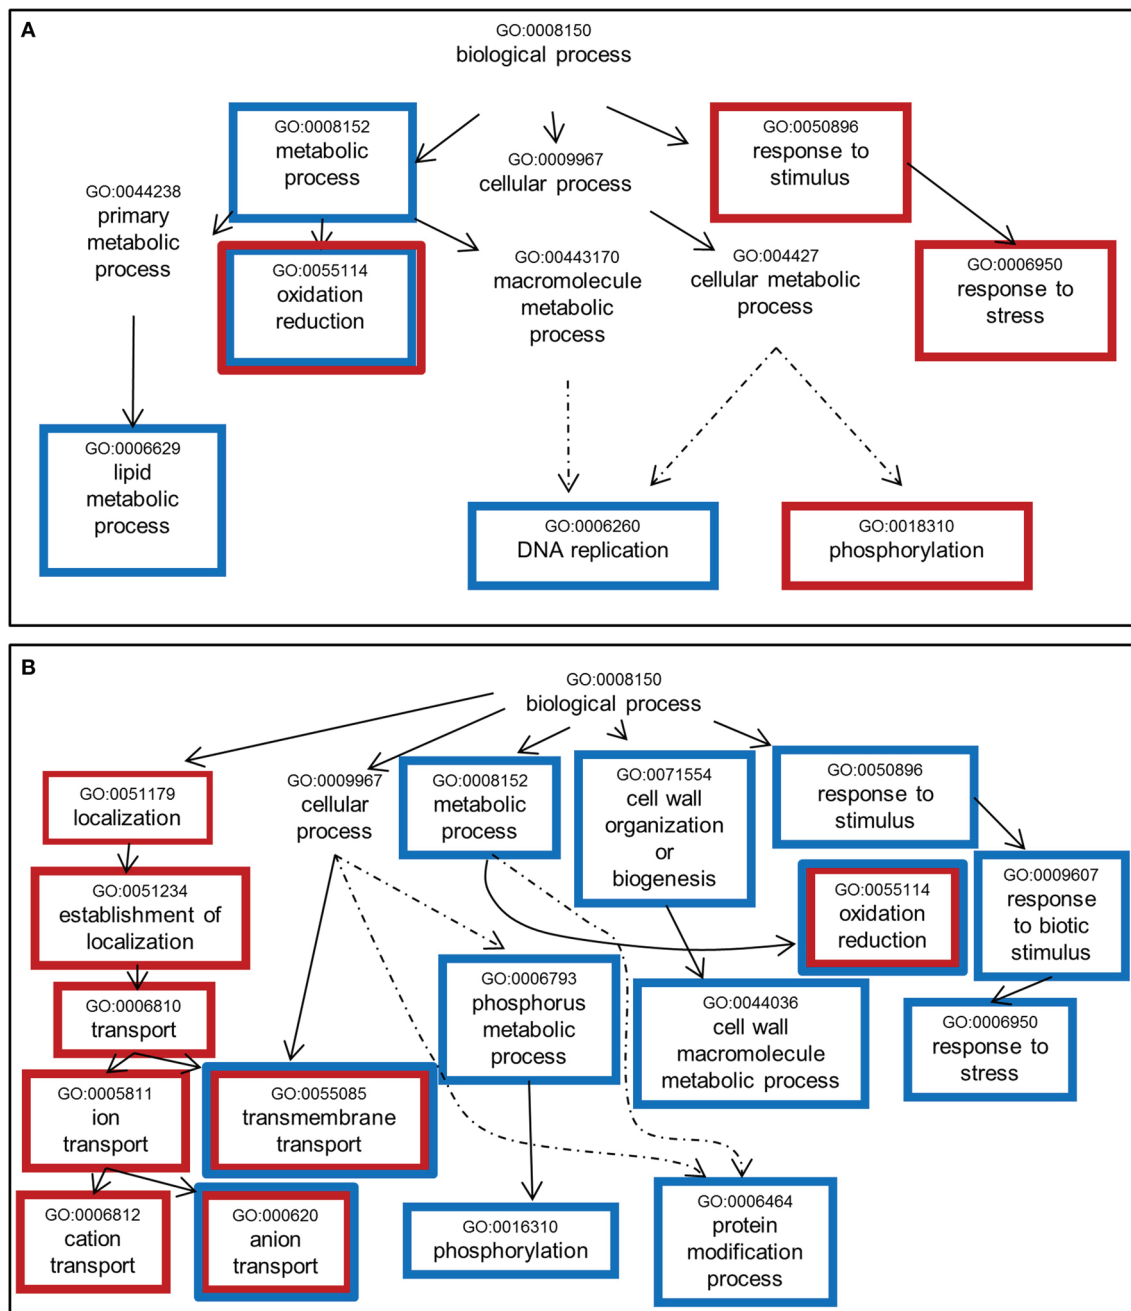 A
GO:0008150
biological process
GO:0008152
metabolic
process
GO:0009967
cellular process
GO:0050896
response to
stimulus
GO:0044238
primary
metabolic
process
GO:0055114
oxidation
reduction
GO:00443170
macromolecule
metabolic
process
GO:004427
cellular metabolic
process
GO:0006950
response to
stress
GO:0006629
lipid
metabolic
process
GO:0006260
DNA replication
GO:0018310
phosphorylation
B
GO:0008150
biological process
GO:0051179
localization
GO:0009967
cellular
process
GO:0008152
metabolic
process
GO:0071554
cell wall
organization
or
biogenesis
GO:0050896
response to
stimulus
GO:0051234
establishment of
localization
GO:0055114
oxidation
reduction
GO:0009607
response
to biotic
stimulus
GO:0006810
transport
GO:0006793
phosphorus
metabolic
process
GO:0044036
cell wall
macromolecule
metabolic process
GO:0006950
response to
stress
GO:0005811
ion
transport
GO:0055085
transmembrane
transport
GO:0006812
cation
transport
GO:000620
anion
transport
GO:0016310
phosphorylation
GO:0006464
protein
modification
process